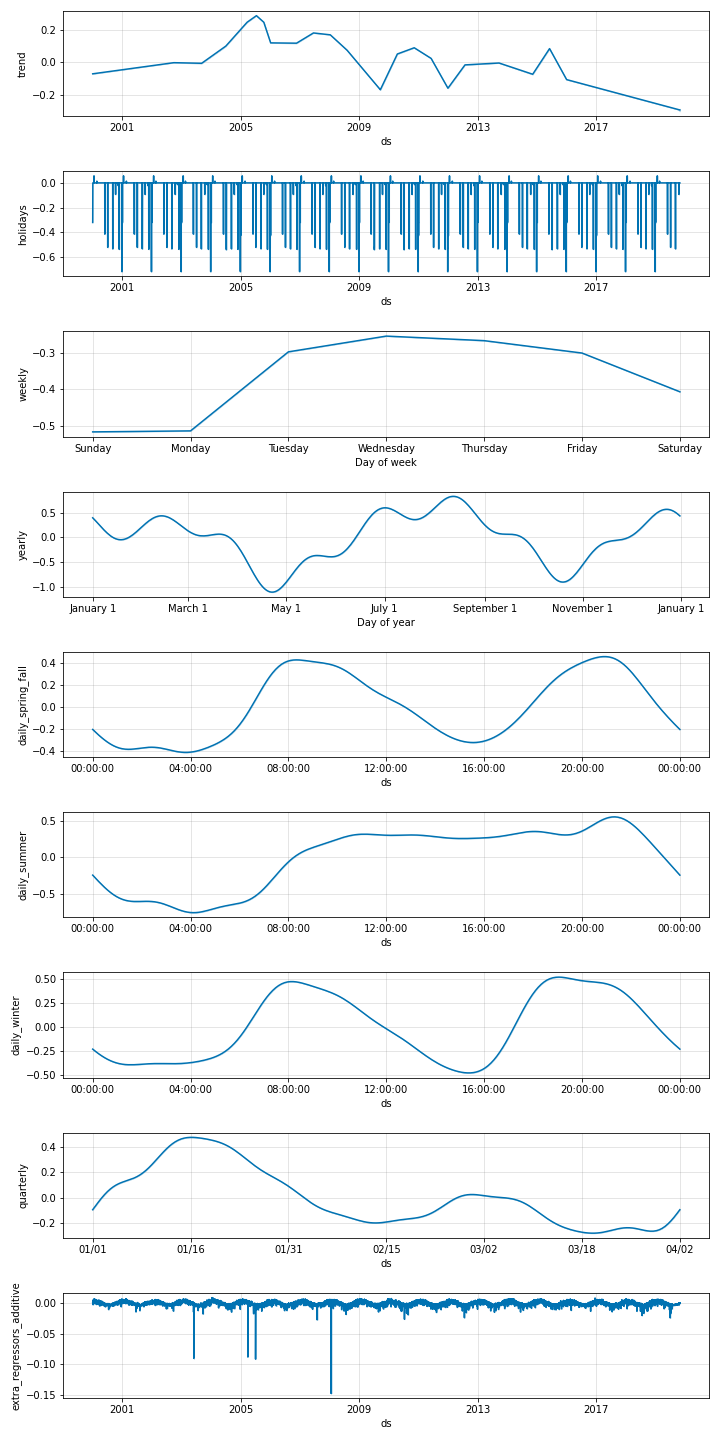 0.2
0.0
−0.2
trend
2001 2005 2009 2013 2017
ds
0.0
−0.2
−0.4
−0.6
holidays
2001 2005 2009 2013 2017
ds
−0.3
−0.4
−0.5
weekly
Sunday Monday Tuesday Wednesday Thursday Friday Saturday
Day of week
0.5
0.0
−0.5
−1.0
yearly
January 1 March 1 May 1 July 1 September 1 November 1 January 1
Day of year
0.4
0.2
0.0
−0.2
−0.4
daily_spring_fall
00:00:00 04:00:00 08:00:00 12:00:00 16:00:00 20:00:00 00:00:00
ds
0.5
0.0
−0.5
daily_summer
00:00:00 04:00:00 08:00:00 12:00:00 16:00:00 20:00:00 00:00:00
ds
0.50
0.25
0.00
−0.25
−0.50
daily_winter
00:00:00 04:00:00 08:00:00 12:00:00 16:00:00 20:00:00 00:00:00
ds
0.4
0.2
0.0
−0.2
quarterly
01/01 01/16 01/31 02/15 03/02 03/18 04/02
ds
0.00
−0.05
−0.10
−0.15
extra_regressors_additive
2001 2005 2009 2013 2017
ds